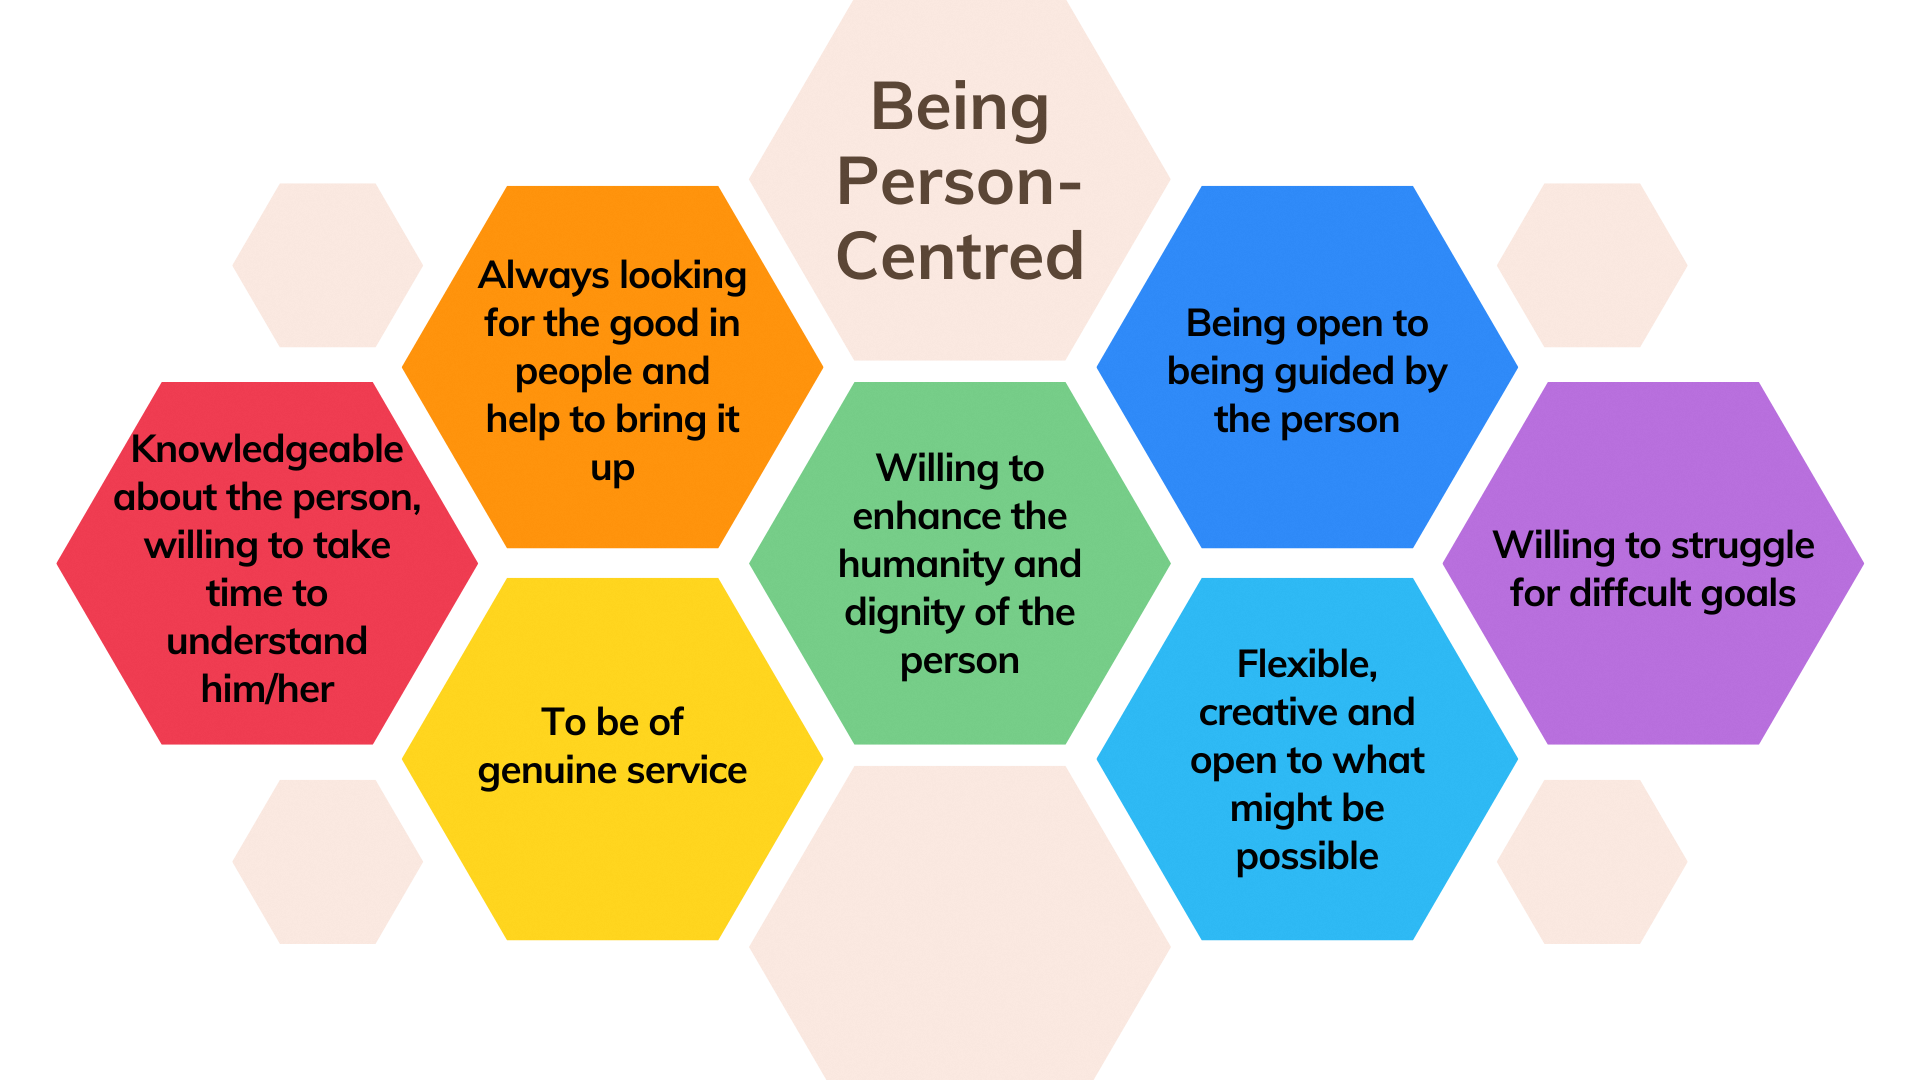 Being
Person-
Centred
Always looking
for the good in
people and
help to bring it
up
Being open to
being guided by
the person
Knowledgeable
about the person,
willing to take
time to
understand
him/her
Willing to
enhance the
humanity and
dignity of the
person
Willing to struggle
for diffcult goals
To be of
genuine service
Flexible,
creative and
open to what
might be
possible